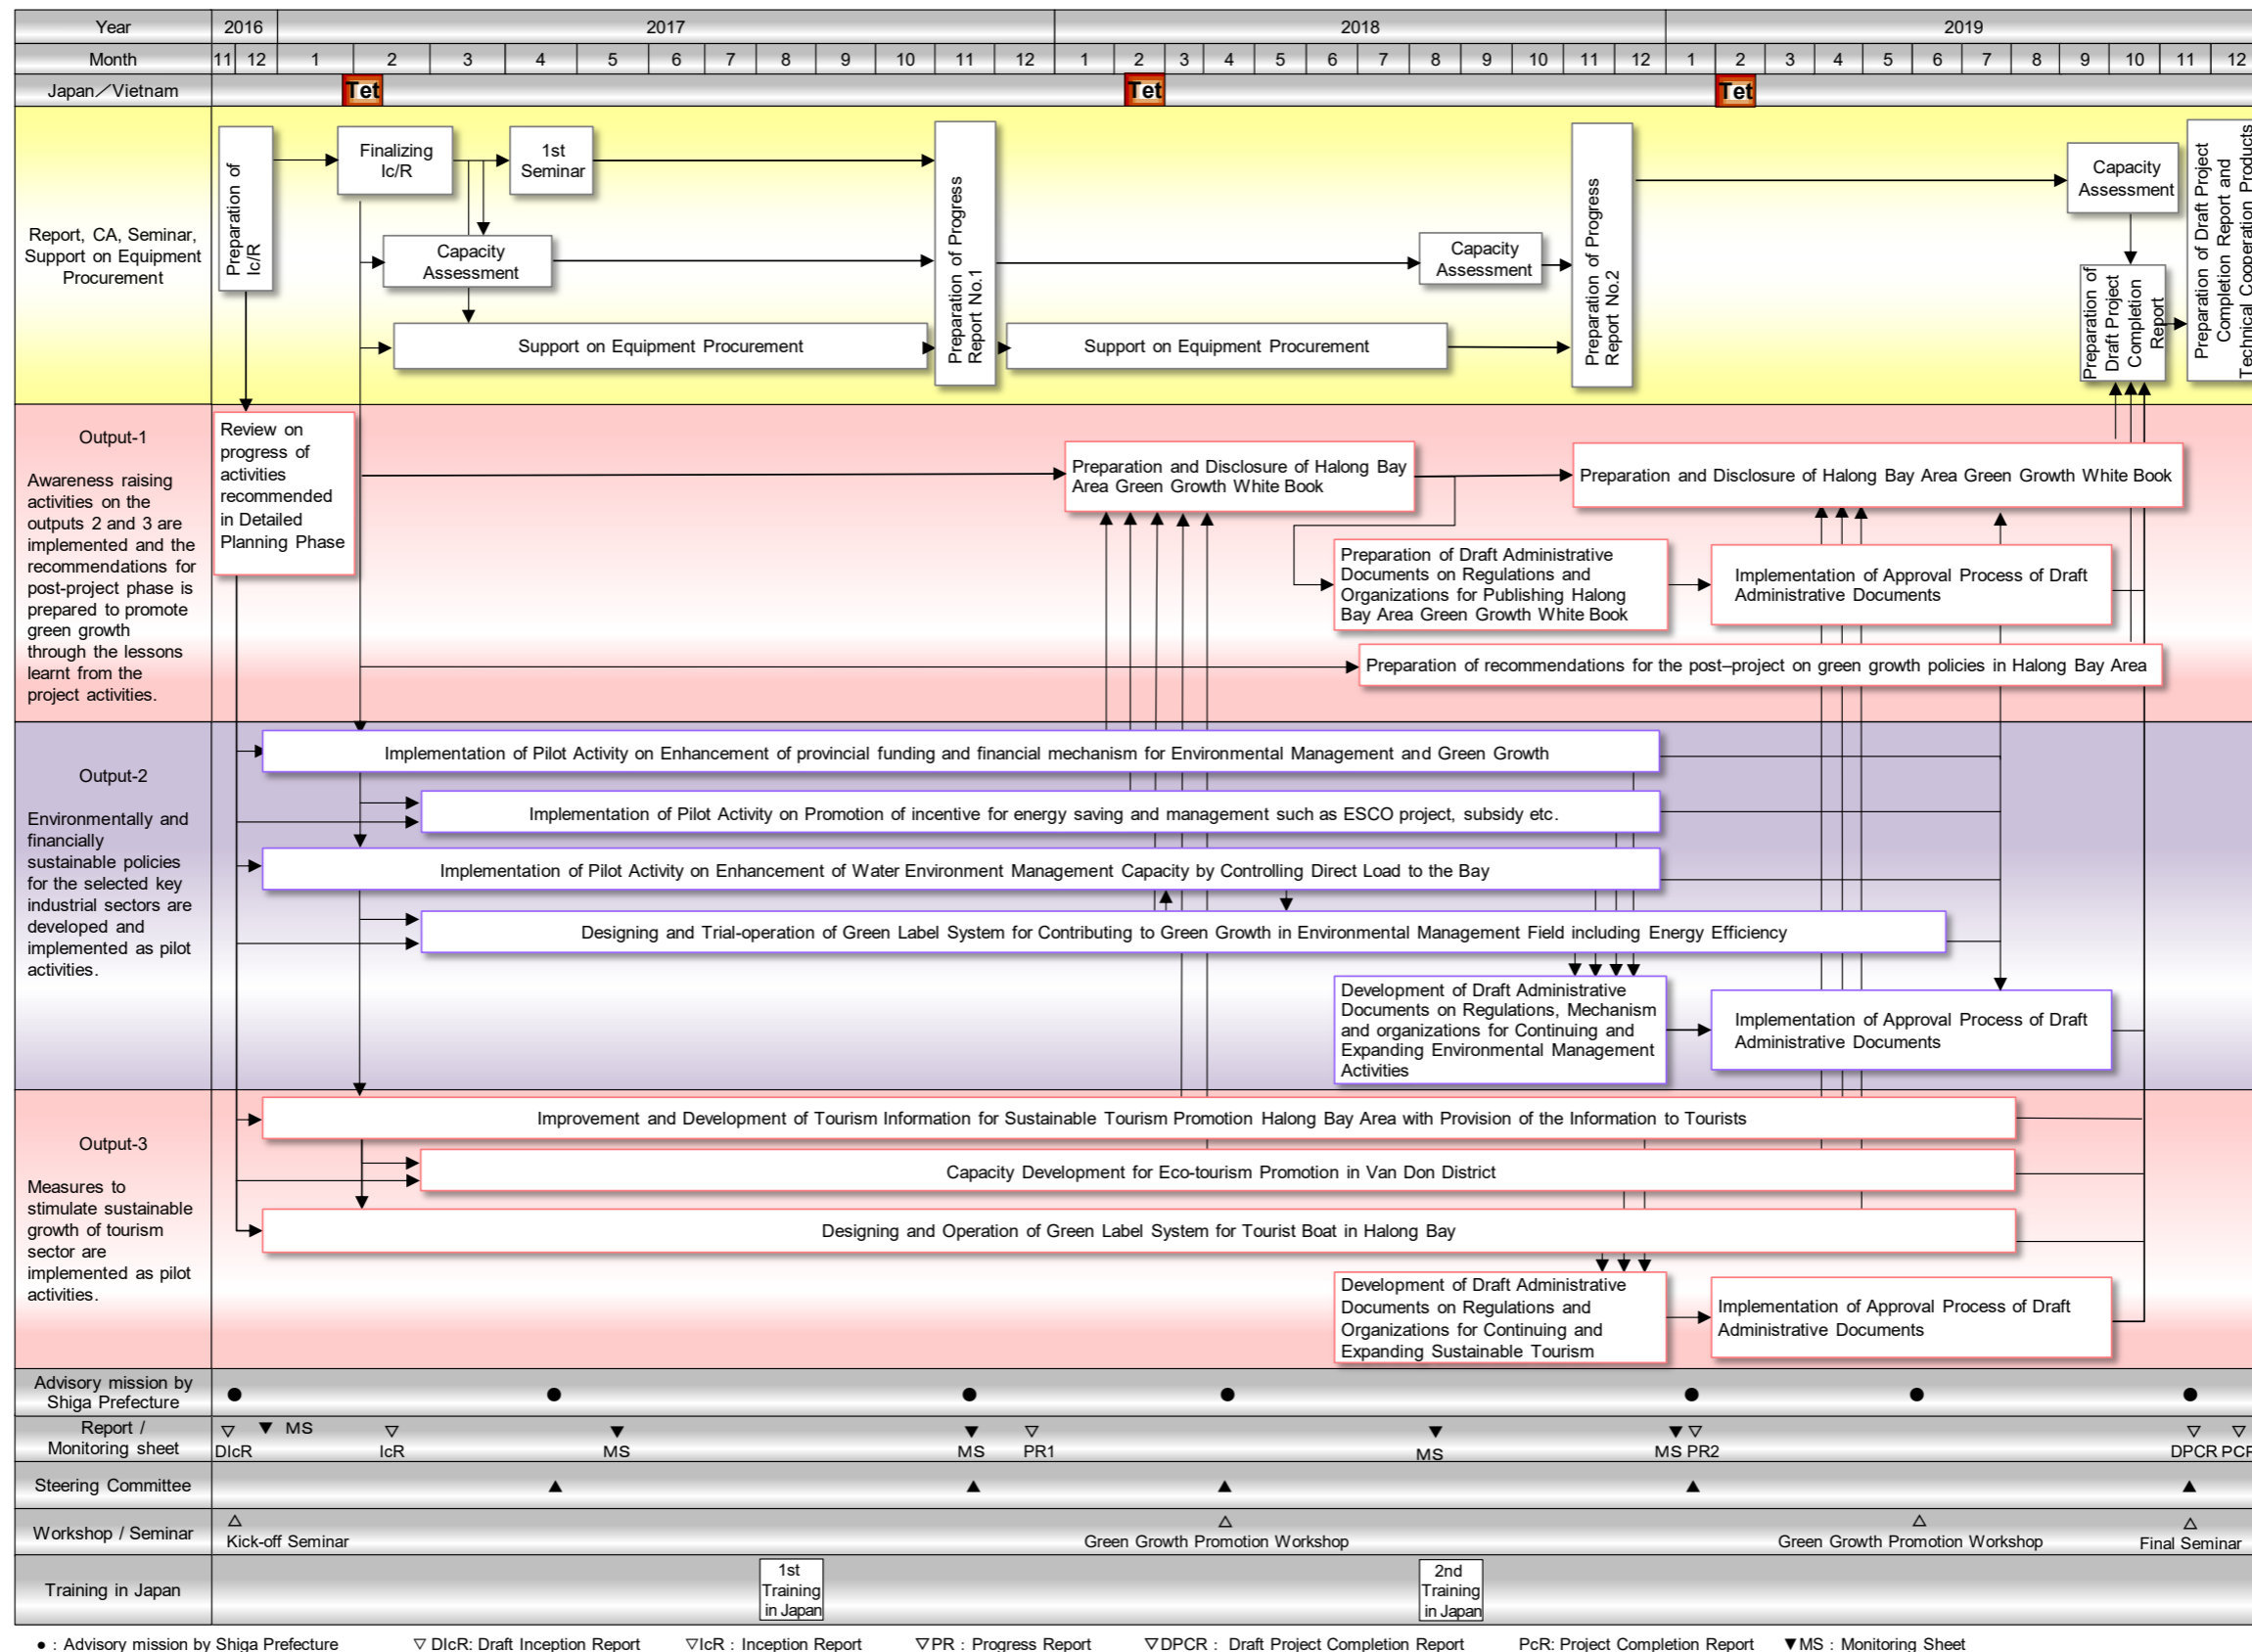 Year 2016 2017 2018 2019
Month 11 12 1 2 3 4 5 6 7 8 9 10 11 12 1 2 3 4 5 6 7 8 9 10 11 12 1 2 3 4 5 6 7 8 9 10 11 12
Japan／Vietnam Tet Tet Tet
Report, CA, Seminar,
Support on Equipment
Procurement
Preparation of
Ic/R
Finalizing
Ic/R
1st
Seminar
Capacity
Assessment
Support on Equipment Procurement
Preparation of Progress
Report No.1
Support on Equipment Procurement
Capacity
Assessment
Preparation of Progress
Report No.2
Capacity
Assessment
Preparation of
Draft Project
Completion
Report
Preparation of Draft Project
Completion Report and
Technical Cooperation Products
Output-1
Awareness raising
activities on the
outputs 2 and 3 are
implemented and the
recommendations for
post-project phase is
prepared to promote
green growth
through the lessons
learnt from the
project activities.
Review on
progress of
activities
recommended
in Detailed
Planning Phase
Preparation and Disclosure of Halong Bay
Area Green Growth White Book
Preparation and Disclosure of Halong Bay Area Green Growth White Book
Preparation of Draft Administrative
Documents on Regulations and
Organizations for Publishing Halong
Bay Area Green Growth White Book
Implementation of Approval Process of Draft
Administrative Documents
Preparation of recommendations for the post–project on green growth policies in Halong Bay Area
Output-2
Environmentally and
financially
sustainable policies
for the selected key
industrial sectors are
developed and
implemented as pilot
activities.
Implementation of Pilot Activity on Enhancement of provincial funding and financial mechanism for Environmental Management and Green Growth
Implementation of Pilot Activity on Promotion of incentive for energy saving and management such as ESCO project, subsidy etc.
Implementation of Pilot Activity on Enhancement of Water Environment Management Capacity by Controlling Direct Load to the Bay
Designing and Trial-operation of Green Label System for Contributing to Green Growth in Environmental Management Field including Energy Efficiency
Development of Draft Administrative
Documents on Regulations, Mechanism
and organizations for Continuing and
Expanding Environmental Management
Activities
Implementation of Approval Process of Draft
Administrative Documents
Output-3
Measures to
stimulate sustainable
growth of tourism
sector are
implemented as pilot
activities.
Improvement and Development of Tourism Information for Sustainable Tourism Promotion Halong Bay Area with Provision of the Information to Tourists
Capacity Development for Eco-tourism Promotion in Van Don District
Designing and Operation of Green Label System for Tourist Boat in Halong Bay
Development of Draft Administrative
Documents on Regulations and
Organizations for Continuing and
Expanding Sustainable Tourism
Implementation of Approval Process of Draft
Administrative Documents
Advisory mission by
Shiga Prefecture
● ● ● ● ● ● ●
Report /
Monitoring sheet
▽ ▼ MS ▽ ▼ ▼ ▽ ▼ ▼ ▽ ▽ ▽
DIcR IcR MS MS PR1 MS MS PR2 DPCR PCR
Steering Committee ▲ ▲ ▲ ▲ ▲
Workshop / Seminar
△ △ △ △
Kick-off Seminar Green Growth Promotion Workshop Green Growth Promotion Workshop Final Seminar
Training in Japan
1st
Training
in Japan
2nd
Training
in Japan
● : Advisory mission by Shiga Prefecture ▽ DIcR: Draft Inception Report ▽IcR : Inception Report ▽PR : Progress Report ▽DPCR : Draft Project Completion Report PcR: Project Completion Report ▼MS : Monitoring Sheet